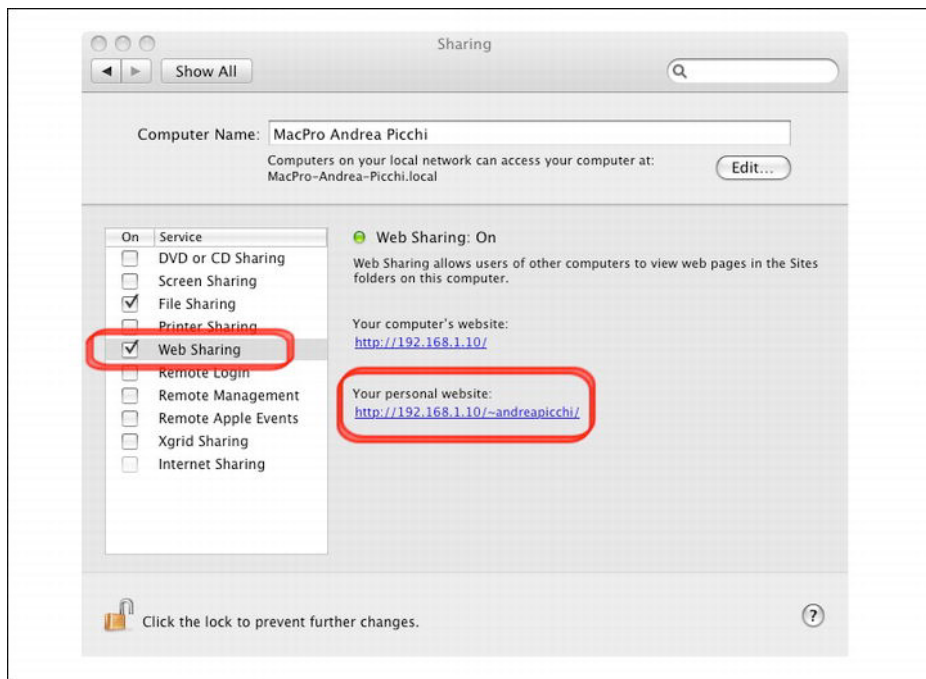 Sharing
Show All
Computer Name: MacPro Andrea Picchi
Computers on your local network can access your computer at:
MacPro-Andrea-Picchi.local
Edit...
On Service
DVD or CD Sharing
Screen Sharing
File Sharing
Printer Sharing
Web Sharing
Remote Login
Remote Management
Remote Apple Events
Xgrid Sharing
Internet Sharing
Web Sharing: On
Web Sharing allows users of other computers to view web pages in the Sites
folders on this computer.
Your computer's website:
http://192.168.1.10/
Your personal website:
http://192.168.1.10/~andreapicchi/
Click the lock to prevent further changes.
?